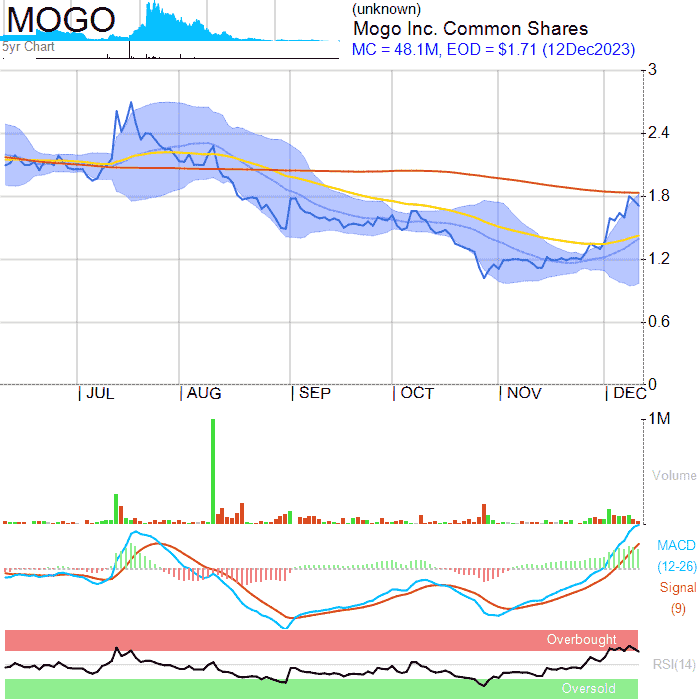 MOGO
5yr Chart
(unknown)
Mogo Inc. Common Shares
MC = 48.1M, EOD = $1.71 (12Dec2023)
3
2.4
1.8
1.2
0.6
0
JUL AUG SEP OCT NOV DEC
1M
Volume
MACD
(12-26)
Signal
(9)
Overbought
RSI(14)
Oversold